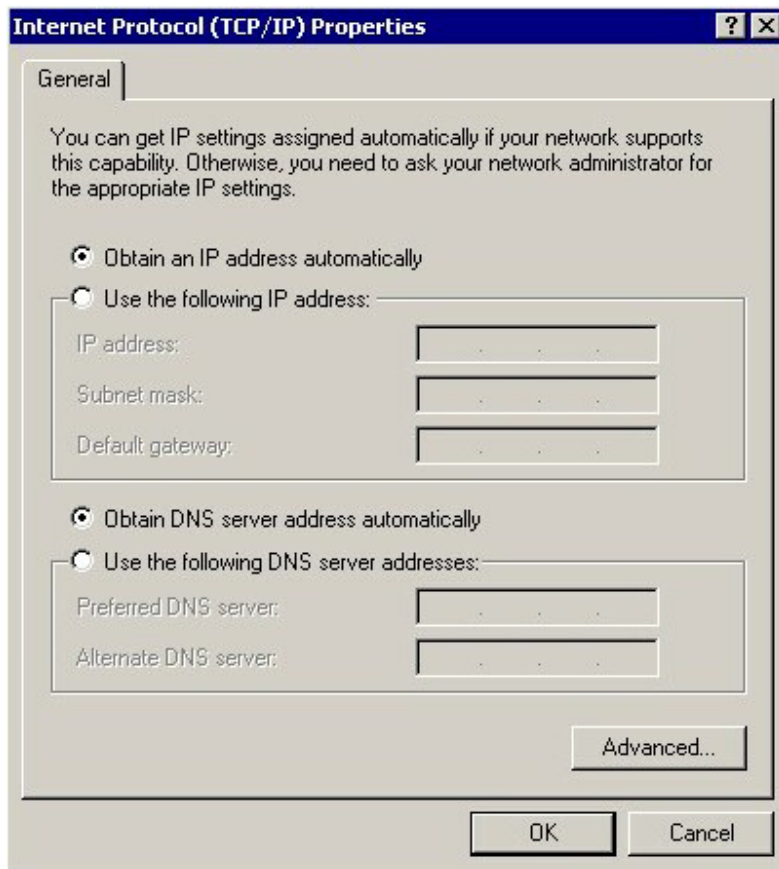 Internet Protocol (TCP/IP) Properties
General
You can get IP settings assigned automatically if your network supports
this capability. Otherwise, you need to ask your network administrator for
the appropriate IP settings.
Obtain an IP address automatically
Use the following IP address:
IP address:
Subnet mask:
Default gateway:
Obtain DNS server address automatically
Use the following DNS server addresses:
Preferred DNS server:
Alternate DNS server:
Advanced...
OK
Cancel